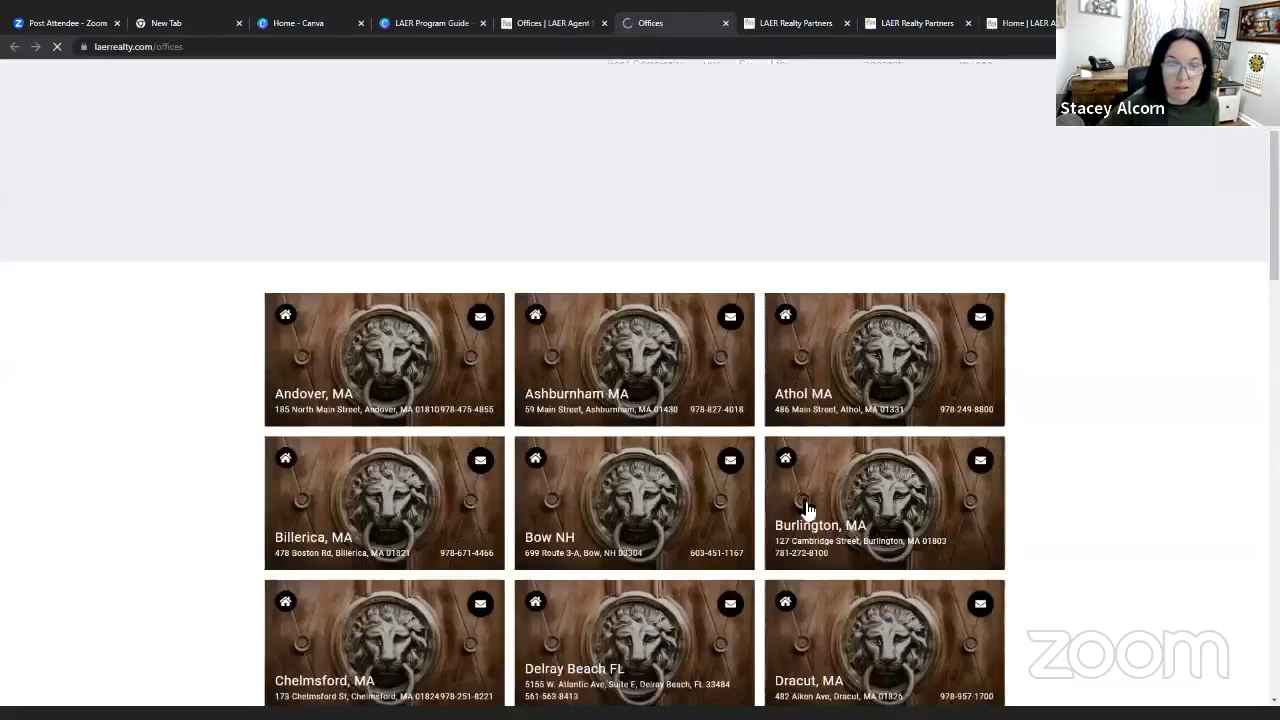 Post Attendee - Zoom
New Tab
Home - Canva
LAER Program Guide
Offices | LAER Agent
Offices
LAER Realty Partners
LAER Realty Partners
Home | LAER A
laerrealty.com/offices
Stacey Alcorn
Andover, MA
185 North Main Street, Andover, MA 01810 978-475-4855
Ashburnham MA
59 Main Street, Ashburnham, MA 01430 978-827-4018
Athol MA
486 Main Street, Athol, MA 01331 978-249-8800
Billerica, MA
478 Boston Rd, Billerica, MA 01821 978-671-4466
Bow NH
699 Route 3-A, Bow, NH 03304 603-451-1167
Burlington, MA
127 Cambridge Street, Burlington, MA 01803
781-272-8100
Chelmsford, MA
173 Chelmsford St, Chelmsford, MA 01824 978-251-8221
Delray Beach FL
5155 W. Atlantic Ave, Suite E, Delray Beach, FL 33484
561-563-8413
Dracut, MA
482 Aiken Ave, Dracut, MA 01826 978-957-1700
zoom